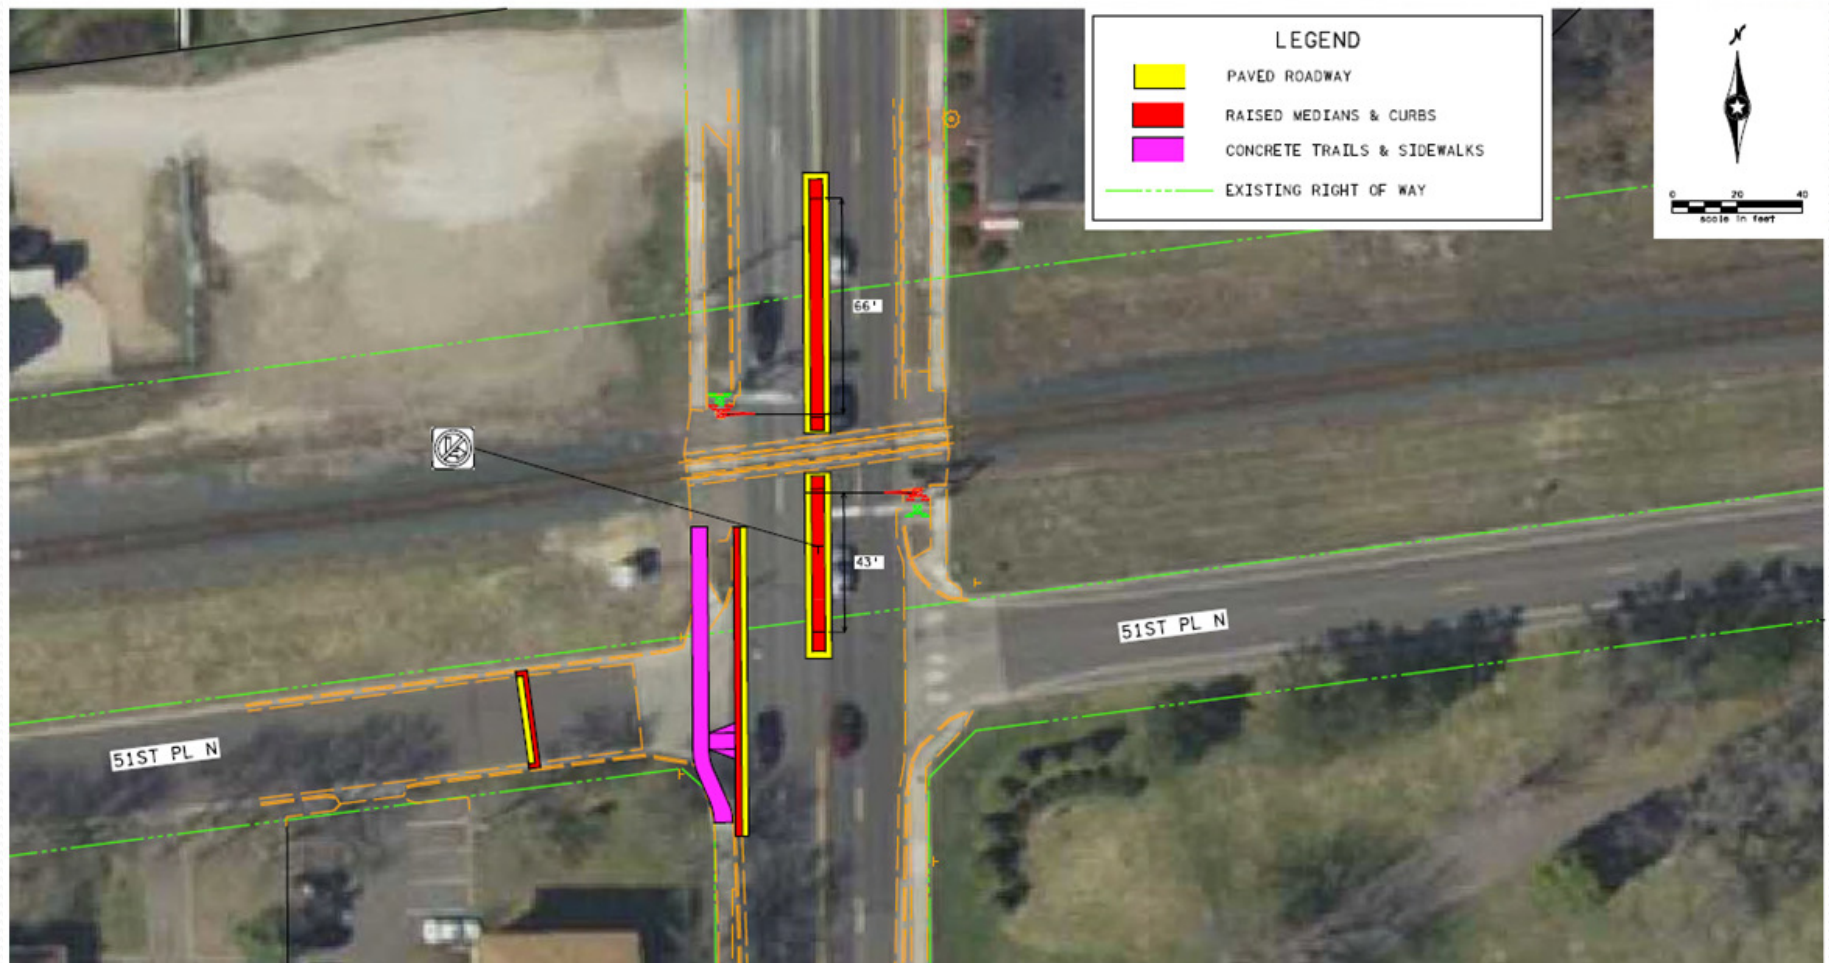 LEGEND
PAVED ROADWAY
RAISED MEDIANS & CURBS
CONCRETE TRAILS & SIDEWALKS
EXISTING RIGHT OF WAY
N
0 20 40
scale in feet
66'
43'
51ST PL N
51ST PL N